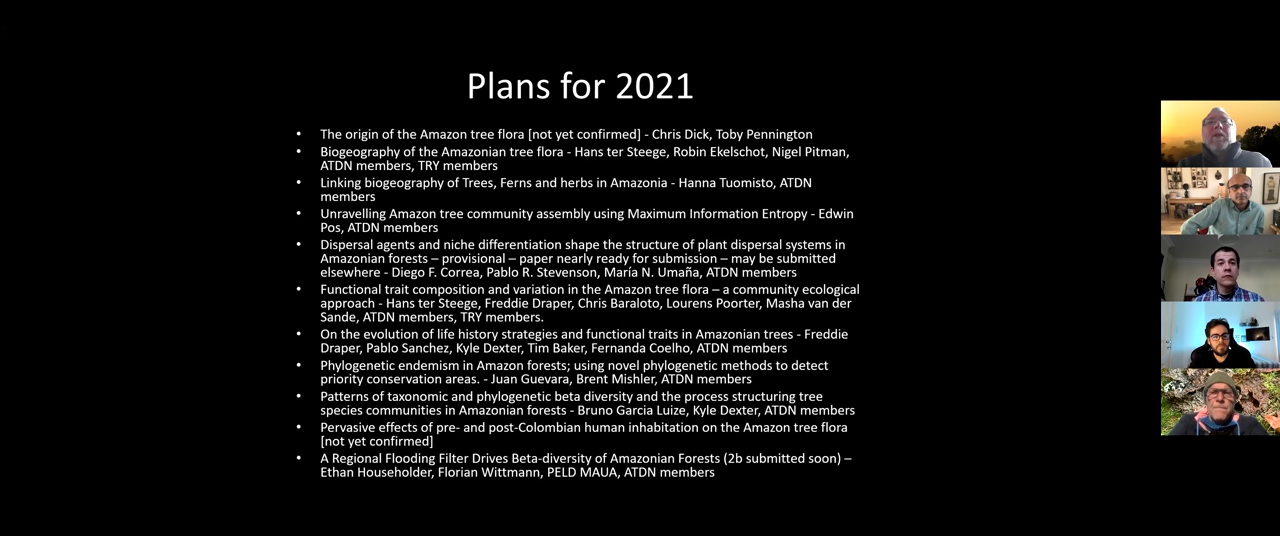 Plans for 2021
• The origin of the Amazon tree flora [not yet confirmed] - Chris Dick, Toby Pennington
• Biogeography of the Amazonian tree flora - Hans ter Steege, Robin Ekelschot, Nigel Pitman,
ATDN members, TRY members
• Linking biogeography of Trees, Ferns and herbs in Amazonia - Hanna Tuomisto, ATDN
members
• Unravelling Amazon tree community assembly using Maximum Information Entropy - Edwin
Pos, ATDN members
• Dispersal agents and niche differentiation shape the structure of plant dispersal systems in
Amazonian forests – provisional – paper nearly ready for submission – may be submitted
elsewhere - Diego F. Correa, Pablo R. Stevenson, María N. Umaña, ATDN members
• Functional trait composition and variation in the Amazon tree flora – a community ecological
approach - Hans ter Steege, Freddie Draper, Chris Baraloto, Lourens Poorter, Masha van der
Sande, ATDN members, TRY members.
• On the evolution of life history strategies and functional traits in Amazonian trees - Freddie
Draper, Pablo Sanchez, Kyle Dexter, Tim Baker, Fernanda Coelho, ATDN members
• Phylogenetic endemism in Amazon forests; using novel phylogenetic methods to detect
priority conservation areas. - Juan Guevara, Brent Mishler, ATDN members
• Patterns of taxonomic and phylogenetic beta diversity and the process structuring tree
species communities in Amazonian forests - Bruno Garcia Luize, Kyle Dexter, ATDN members
• Pervasive effects of pre- and post-Colombian human inhabitation on the Amazon tree flora
[not yet confirmed]
• A Regional Flooding Filter Drives Beta-diversity of Amazonian Forests (2b submitted soon) –
Ethan Householder, Florian Wittmann, PELD MAUA, ATDN members